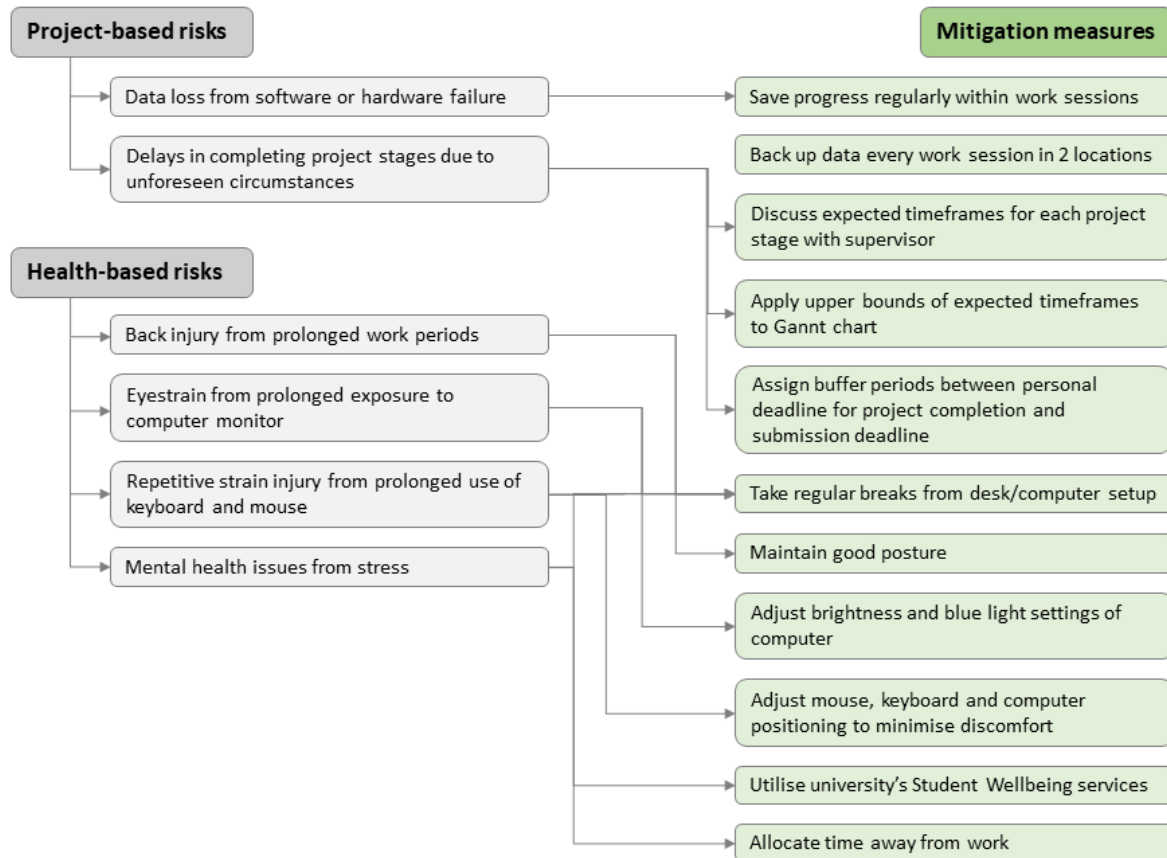 Project-based risks
Data loss from software or hardware failure
Delays in completing project stages due to
unforeseen circumstances
Health-based risks
Back injury from prolonged work periods
Eyestrain from prolonged exposure to
computer monitor
Repetitive strain injury from prolonged use of
keyboard and mouse
Mental health issues from stress
Mitigation measures
Save progress regularly within work sessions
Back up data every work session in 2 locations
Discuss expected timeframes for each project
stage with supervisor
Apply upper bounds of expected timeframes
to Gannt chart
Assign buffer periods between personal
deadline for project completion and
submission deadline
Take regular breaks from desk/computer setup
Maintain good posture
Adjust brightness and blue light settings of
computer
Adjust mouse, keyboard and computer
positioning to minimise discomfort
Utilise university's Student Wellbeing services
Allocate time away from work